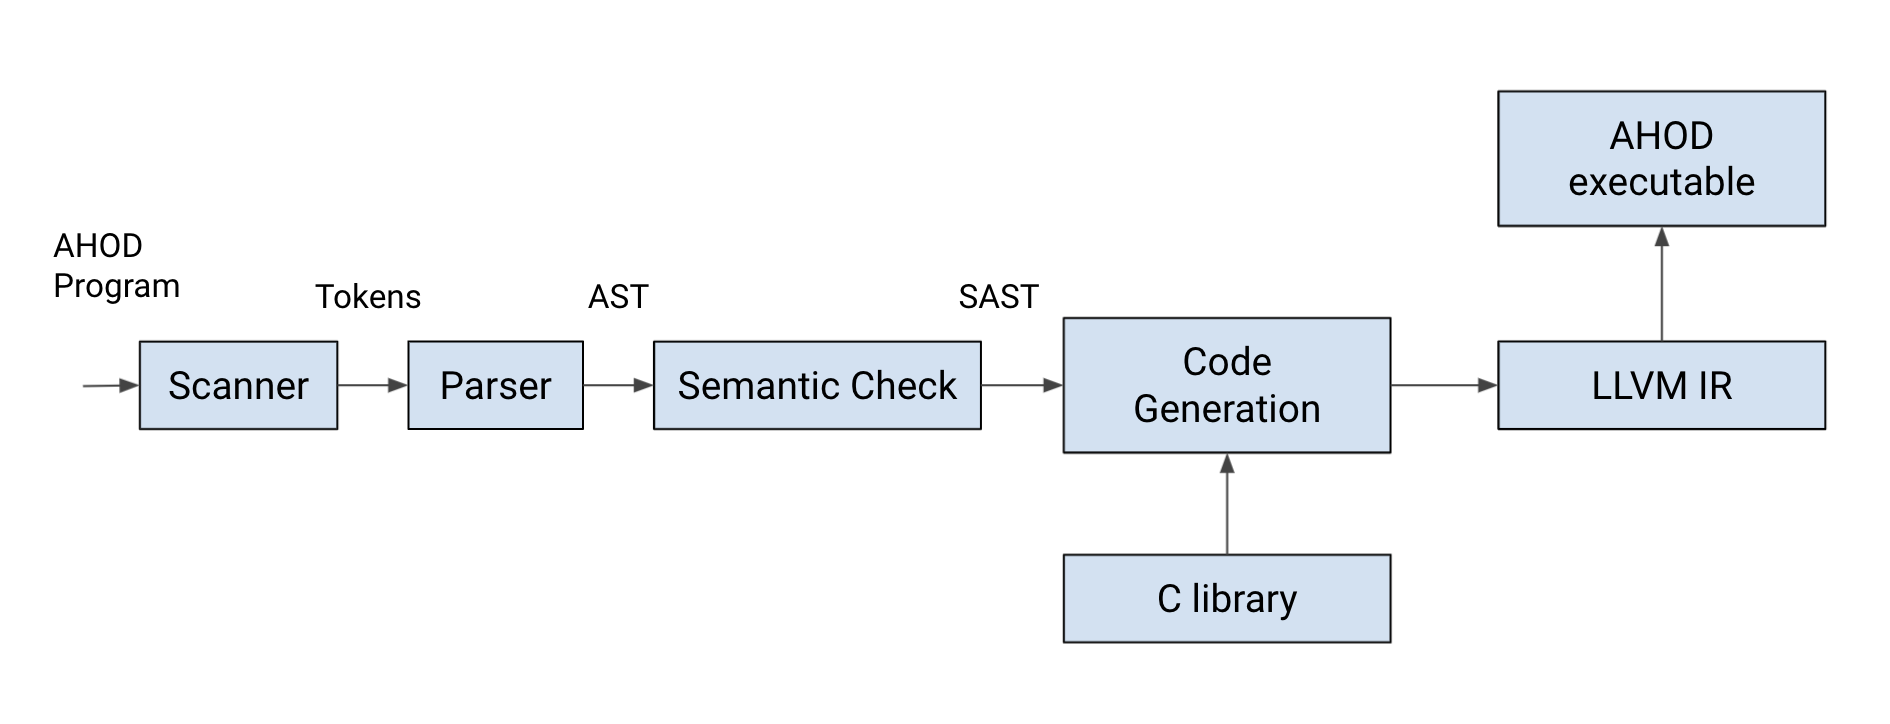 AHOD
executable
AHOD
Program
Tokens
AST
SAST
Scanner
Parser
Semantic Check
Code
Generation
LLVM IR
C library